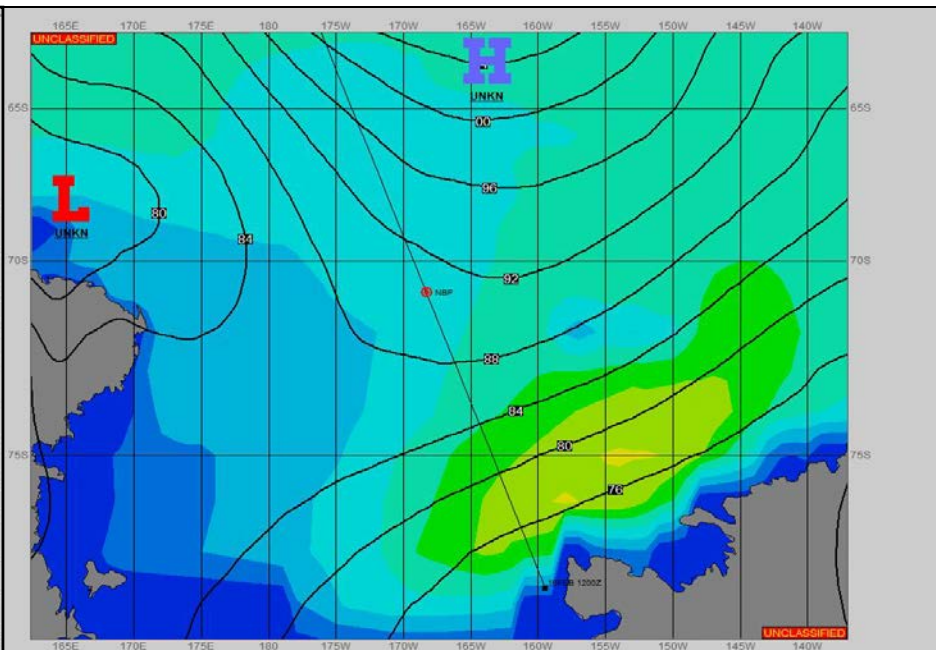 165E 170E 175E 180 175W 170W 165W 160W 155W 150W 145W 140W
UNCLASSIFIED
H
UNKN
65S 00 65S
96
L
80
UNKN
84
70S 70S
92
NBP
88
84
80
75S 75S
76
1200Z
UNCLASSIFIED
165E 170E 175E 180 175W 170W 165W 160W 155W 150W 145W 140W